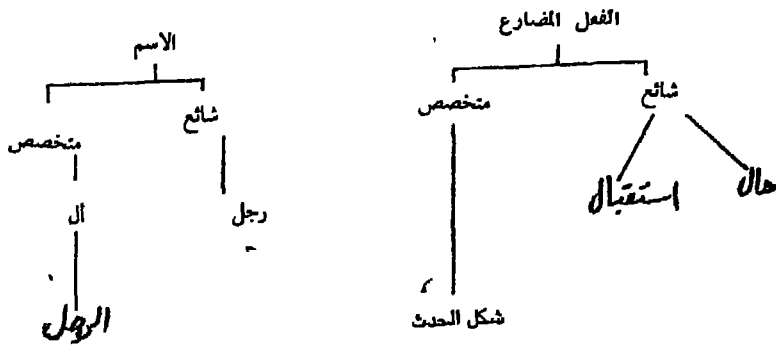 الفعل المضارع
شائع
متخصص
حال
استقبال
شكل الحدث
الاسم
شائع
متخصص
رجل
ال
الرجل